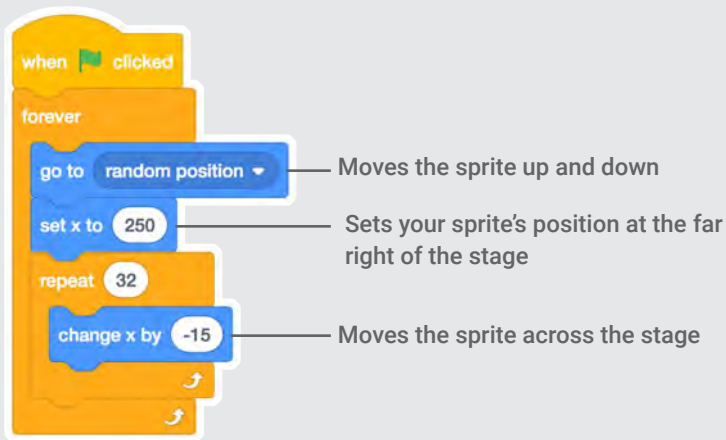 when clicked
forever
go to random position
Moves the sprite up and down
set x to 250
Sets your sprite's position at the far
right of the stage
repeat 32
change x by -15
Moves the sprite across the stage